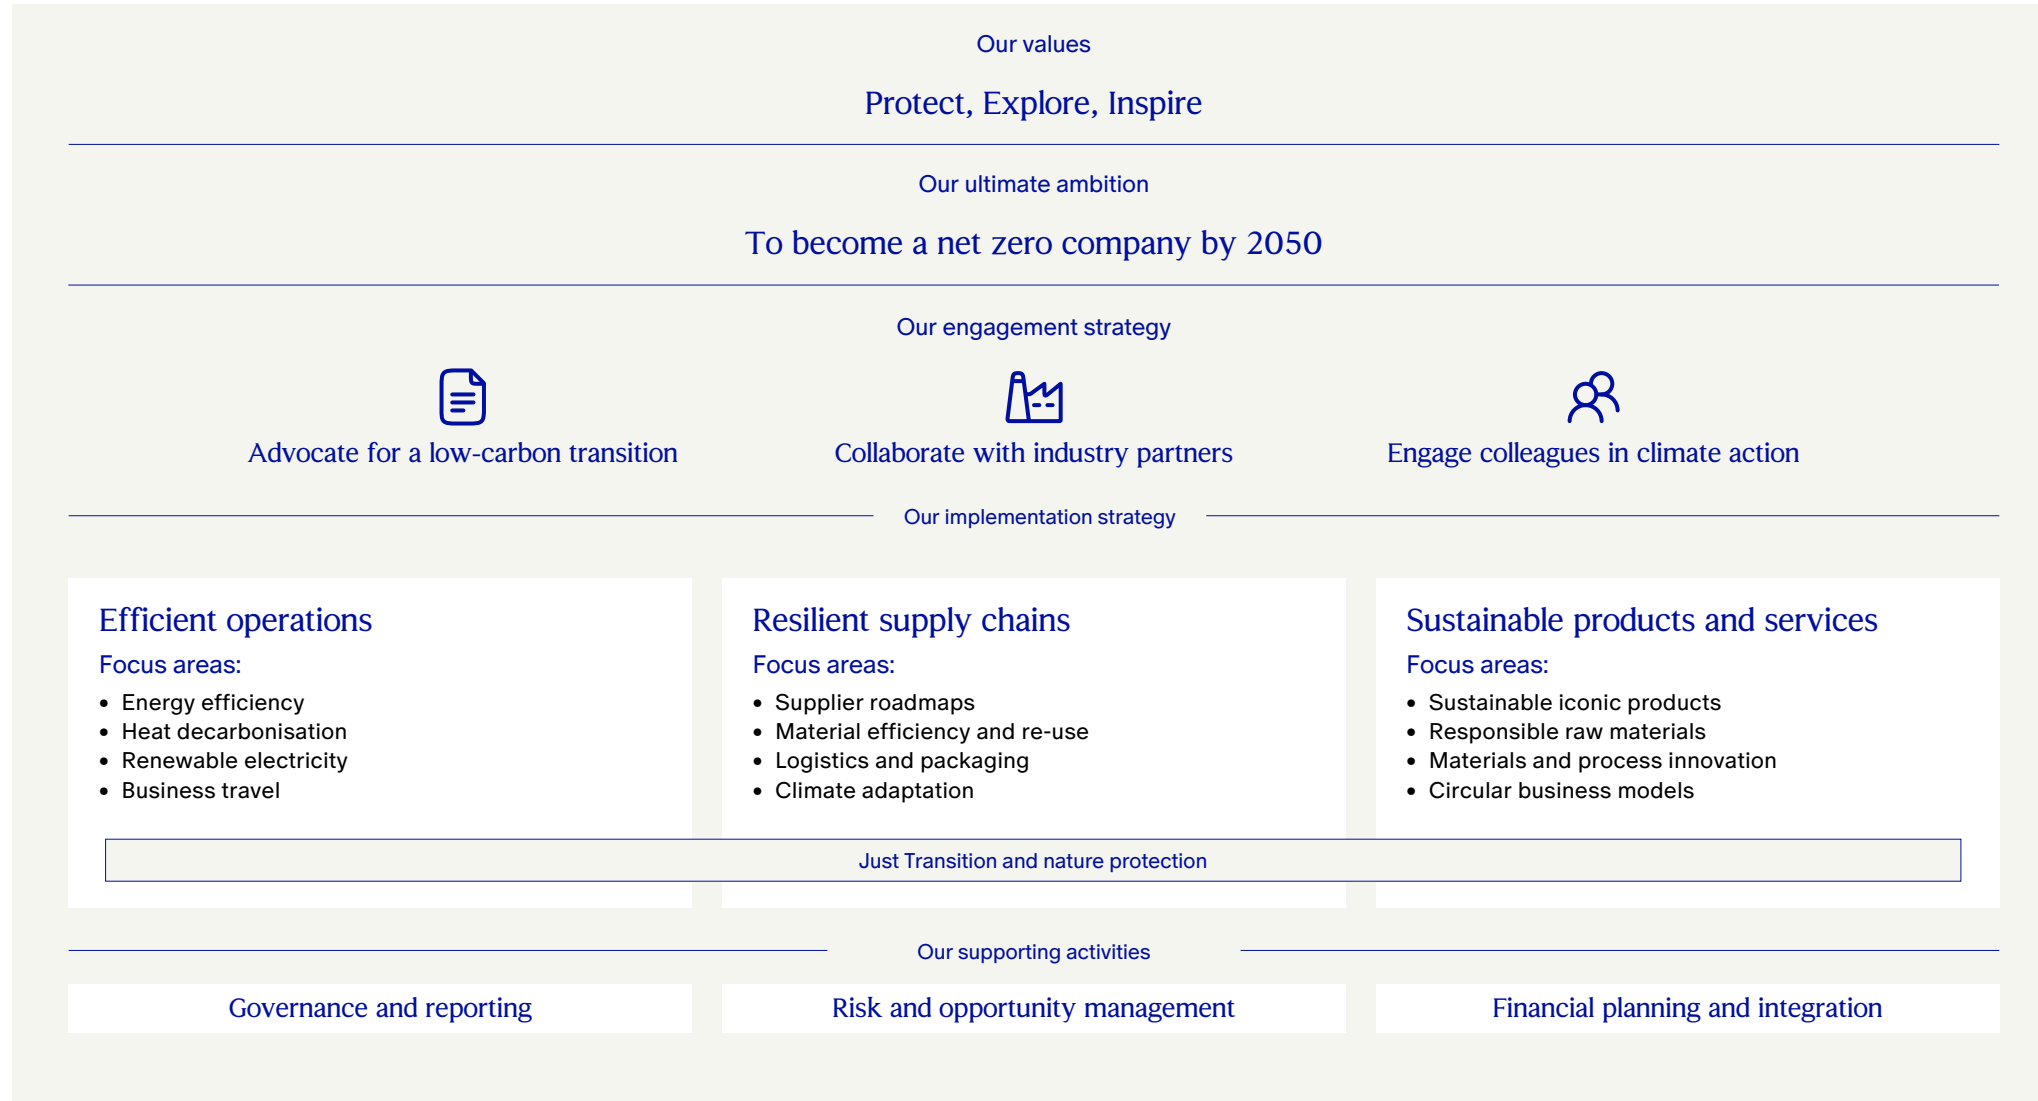 Our values
Protect, Explore, Inspire
Our ultimate ambition
To become a net zero company by 2050
Our engagement strategy
Advocate for a low-carbon transition
Collaborate with industry partners
Engage colleagues in climate action
Our implementation strategy
Efficient operations
Focus areas:
• Energy efficiency
• Heat decarbonisation
• Renewable electricity
• Business travel
Resilient supply chains
Focus areas:
• Supplier roadmaps
• Material efficiency and re-use
• Logistics and packaging
• Climate adaptation
Sustainable products and services
Focus areas:
• Sustainable iconic products
• Responsible raw materials
• Materials and process innovation
• Circular business models
Just Transition and nature protection
Our supporting activities
Governance and reporting
Risk and opportunity management
Financial planning and integration